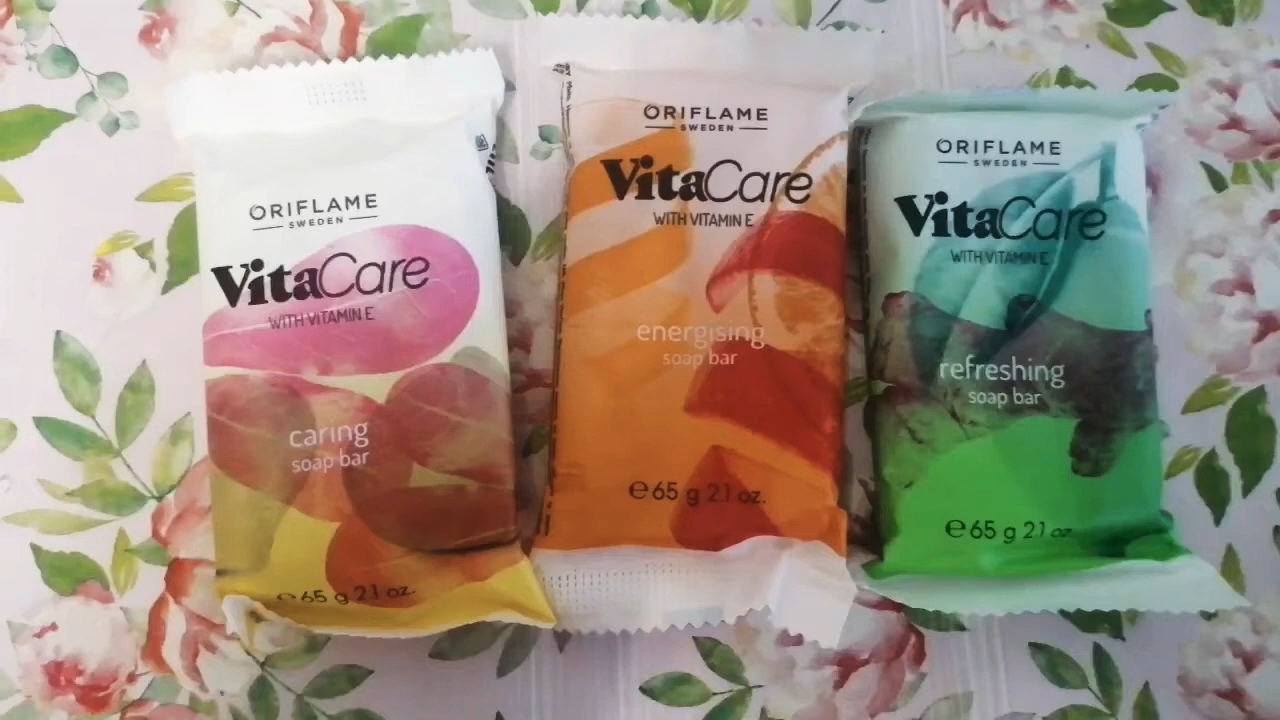 ORIFLAME
SWEDEN
VitaCare
WITH VITAMIN E
caring
soap bar
e 65 g 2.1 oz.
ORIFLAME
SWEDEN
VitaCare
WITH VITAMIN E
energising
soap bar
e 65 g 2.1 oz.
ORIFLAME
SWEDEN
VitaCare
WITH VITAMIN E
refreshing
soap bar
e 65 g 2.1 oz